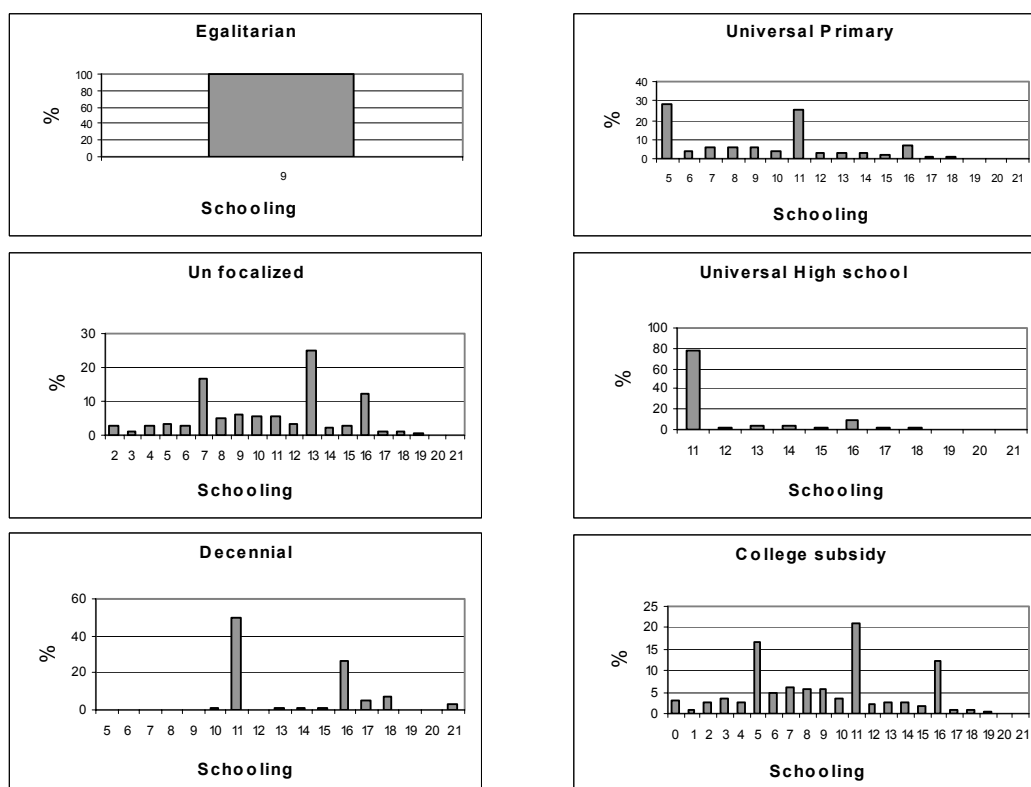 Egalitarian
%
100
80
60
40
20
0
9
Schooling
Universal Primary
%
40
30
20
10
0
5 6 7 8 9 10 11 12 13 14 15 16 17 18 19 20 21
Schooling
Un focalized
%
30
20
10
0
2 3 4 5 6 7 8 9 10 11 12 13 14 15 16 17 18 19 20 21
Schooling
Universal High school
%
100
80
60
40
20
0
11 12 13 14 15 16 17 18 19 20 21
Schooling
Decennial
%
60
40
20
0
5 6 7 8 9 10 11 12 13 14 15 16 17 18 19 20 21
Schooling
College subsidy
%
25
20
15
10
5
0
0 1 2 3 4 5 6 7 8 9 10 11 12 13 14 15 16 17 18 19 20 21
Schooling